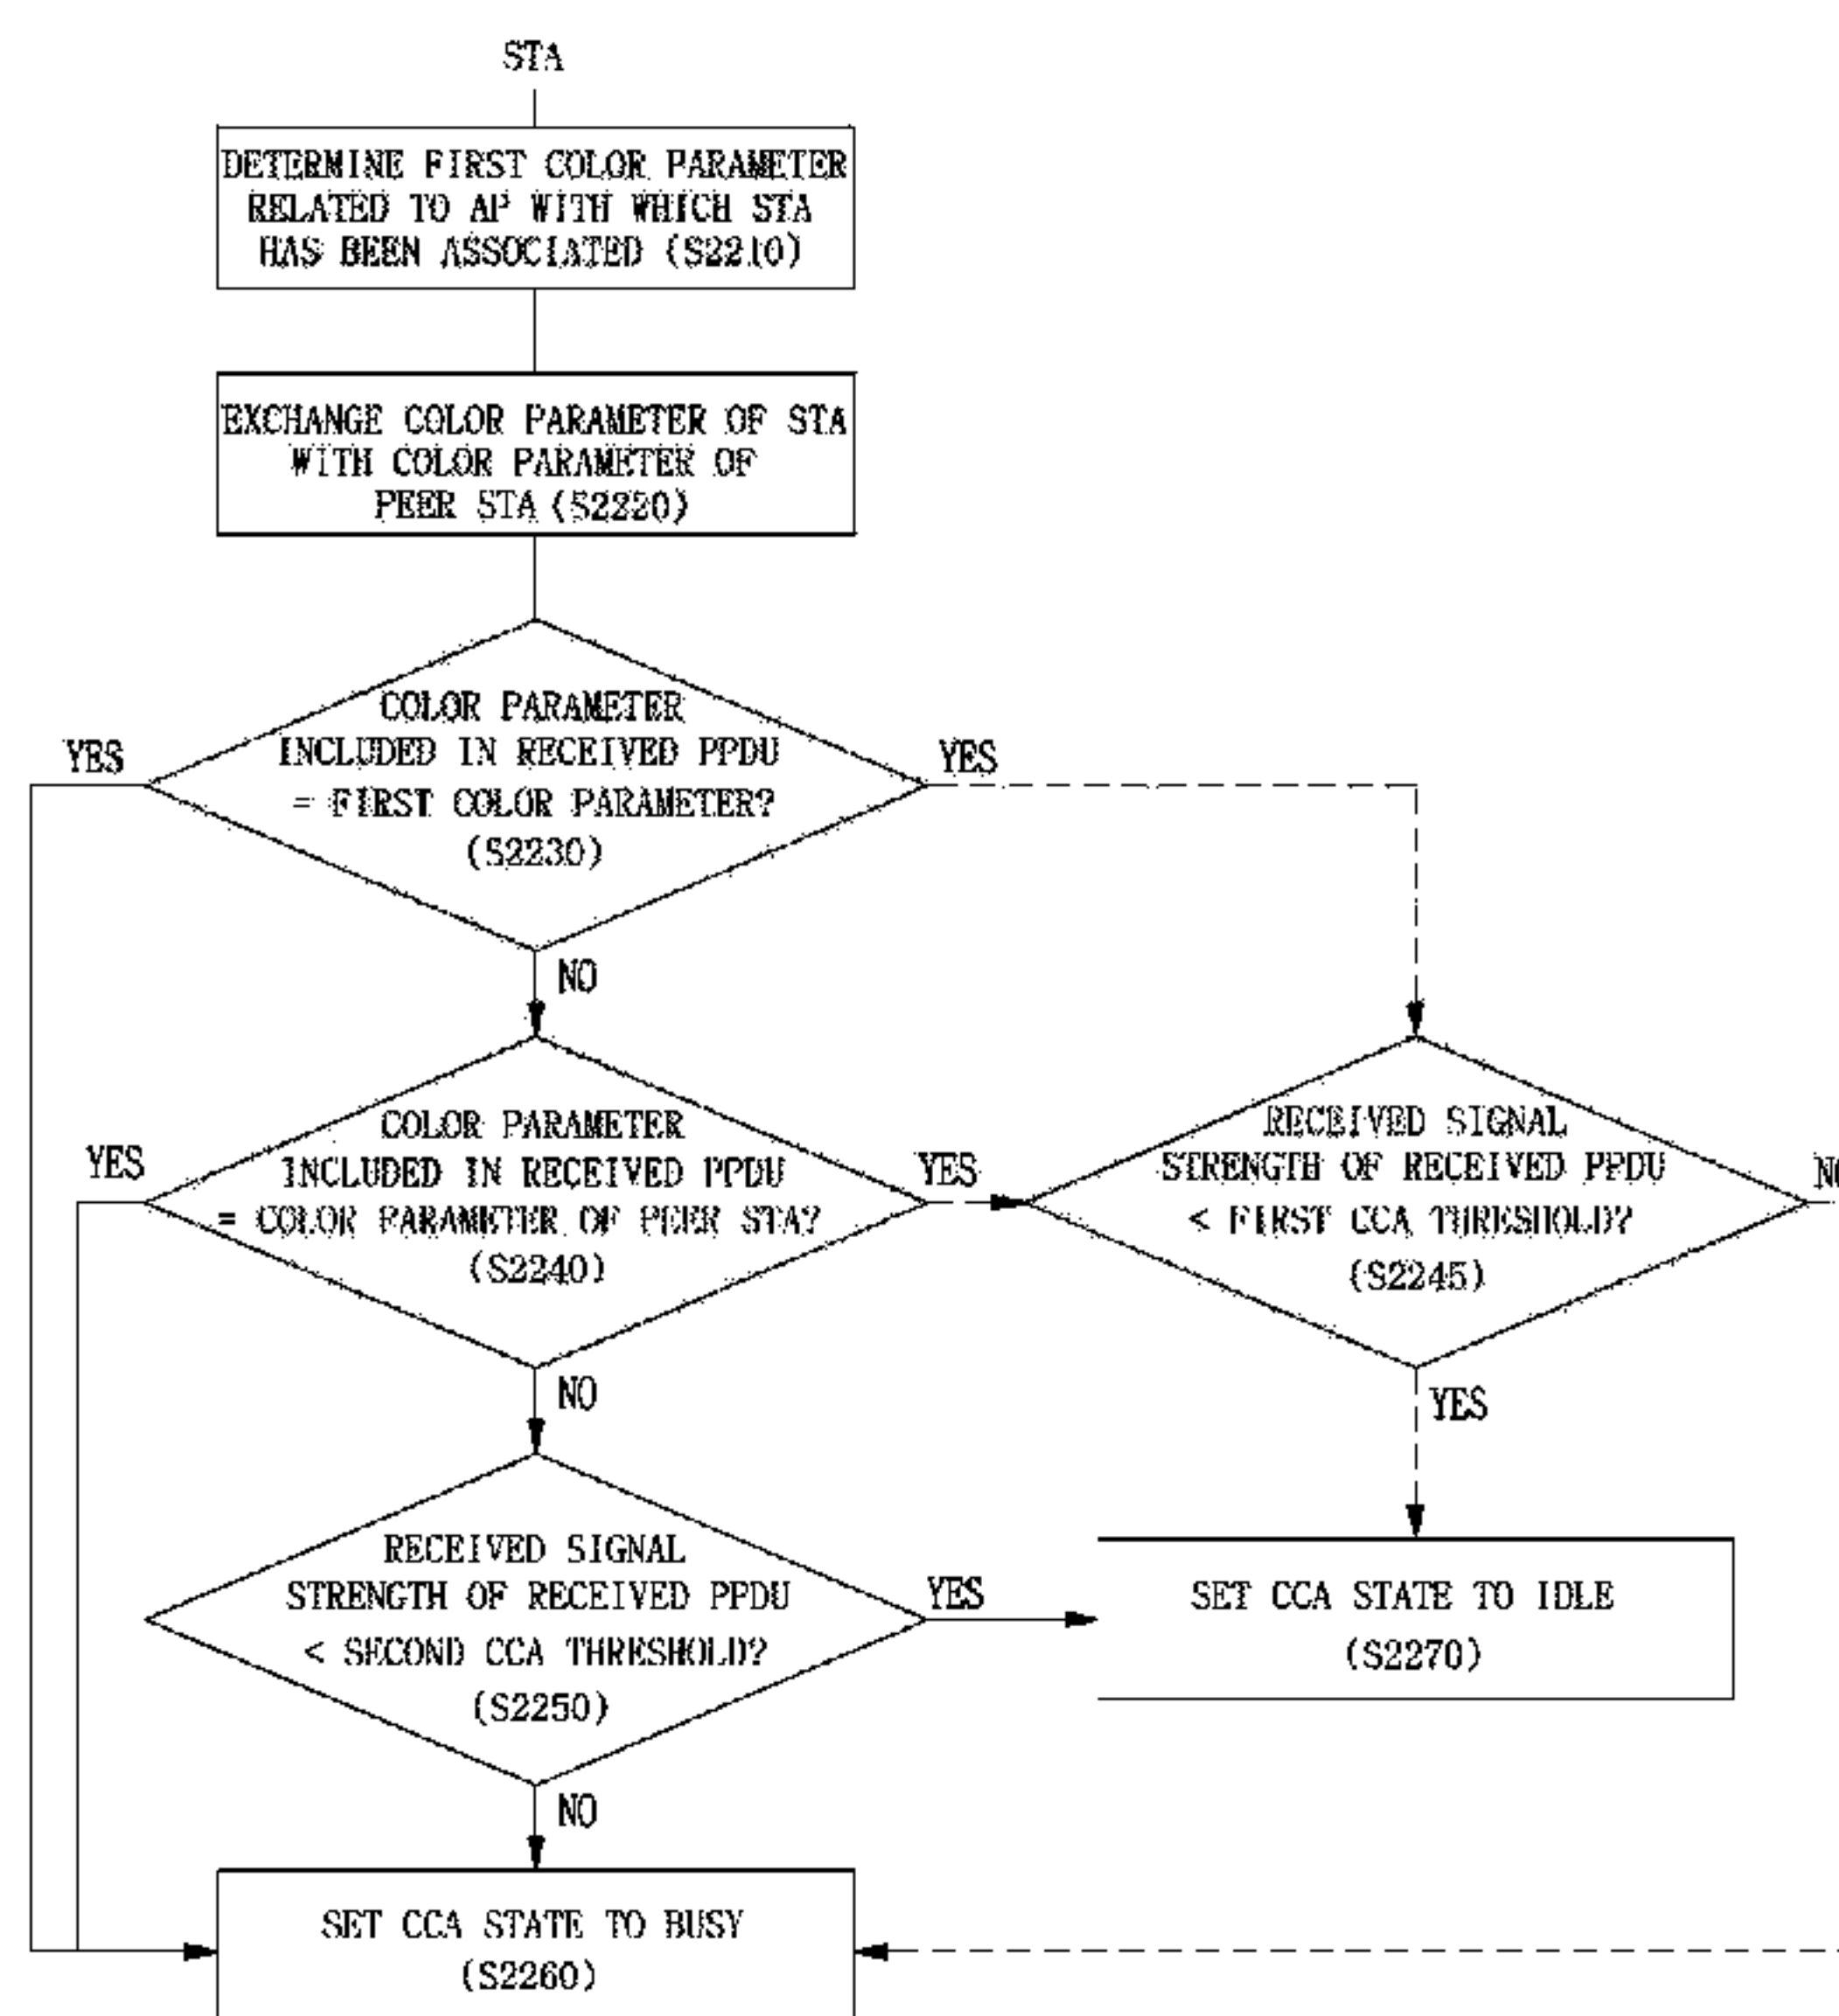 STA
DETERMINE FIRST COLOR PARAMETER
RELATED TO AP WITH WHICH STA
HAS BEEN ASSOCIATED (S2210)
EXCHANGE COLOR PARAMETER OF STA
WITH COLOR PARAMETER OF
PEER STA (S2220)
COLOR PARAMETER
INCLUDED IN RECEIVED PPDU
= FIRST COLOR PARAMETER?
(S2230)
YES
YES
NO
COLOR PARAMETER
INCLUDED IN RECEIVED PPDU
= COLOR PARAMETER OF PEER STA?
(S2240)
YES
YES
RECEIVED SIGNAL
STRENGTH OF RECEIVED PPDU
< FIRST CCA THRESHOLD?
(S2245)
NO
NO
YES
RECEIVED SIGNAL
STRENGTH OF RECEIVED PPDU
< SECOND CCA THRESHOLD?
(S2250)
YES
SET CCA STATE TO IDLE
(S2270)
NO
SET CCA STATE TO BUSY
(S2260)